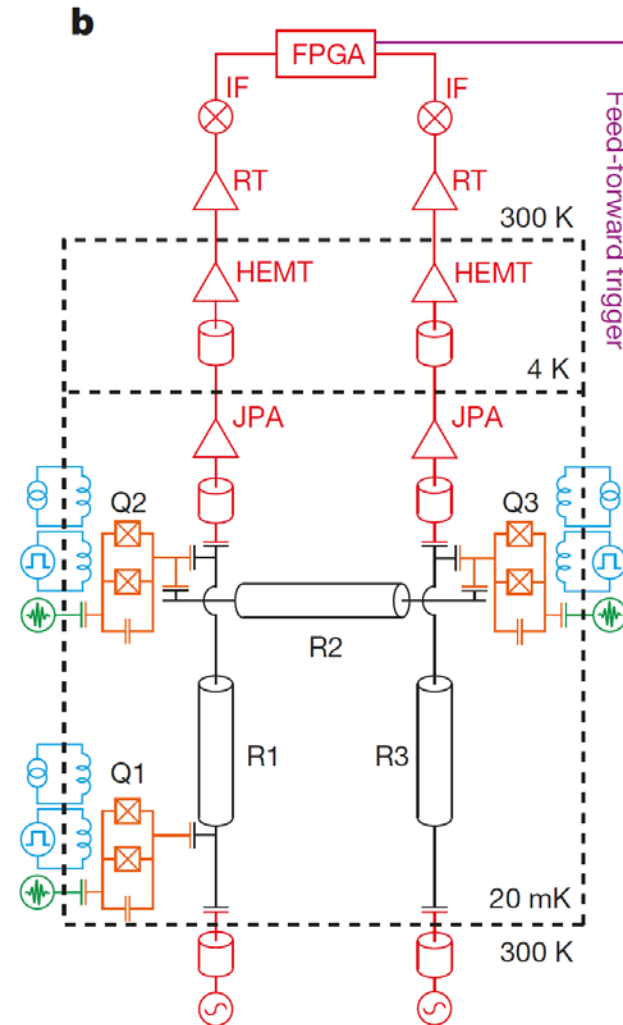 b
FPGA
IF
IF
Feed-forward trigger
RT
RT
300 K
HEMT
HEMT
4 K
JPA
JPA
Q2
Q3
R2
R1
R3
Q1
20 mK
300 K